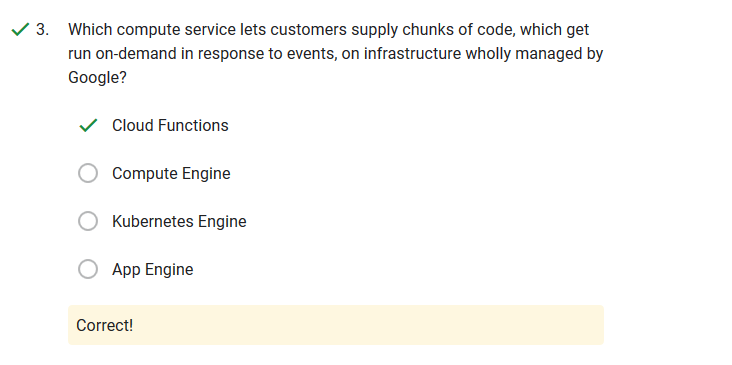 3. Which compute service lets customers supply chunks of code, which get
run on-demand in response to events, on infrastructure wholly managed by
Google?
Cloud Functions
Compute Engine
Kubernetes Engine
App Engine
Correct!